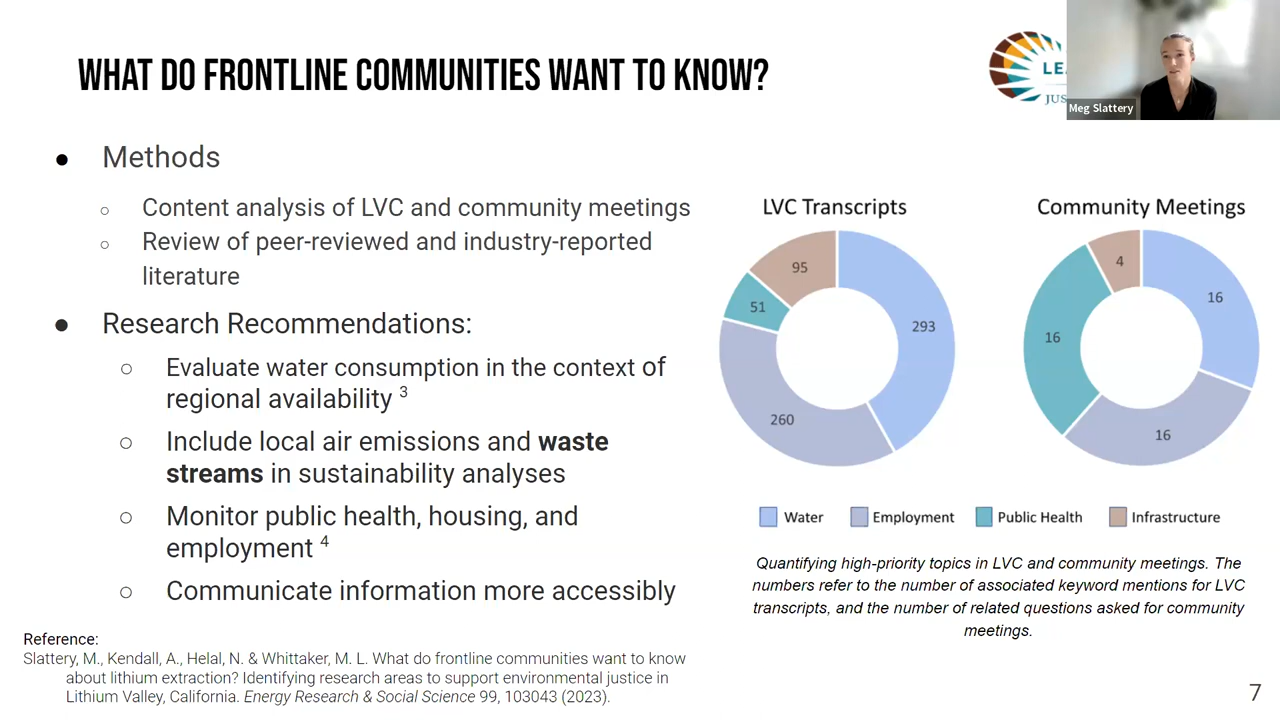 WHAT DO FRONTLINE COMMUNITIES WANT TO KNOW?
LE
JUS
Meg Slattery
● Methods
○ Content analysis of LVC and community meetings
○ Review of peer-reviewed and industry-reported
literature
● Research Recommendations:
○ Evaluate water consumption in the context of
regional availability 3
○ Include local air emissions and waste
streams in sustainability analyses
○ Monitor public health, housing, and
employment 4
○ Communicate information more accessibly
LVC Transcripts
95
51
293
260
Community Meetings
4
16
16
16
Water Employment Public Health Infrastructure
Quantifying high-priority topics in LVC and community meetings. The
numbers refer to the number of associated keyword mentions for LVC
transcripts, and the number of related questions asked for community
meetings.
Reference:
Slattery, M., Kendall, A., Helal, N. & Whittaker, M. L. What do frontline communities want to know
about lithium extraction? Identifying research areas to support environmental justice in
Lithium Valley, California. Energy Research & Social Science 99, 103043 (2023).
7